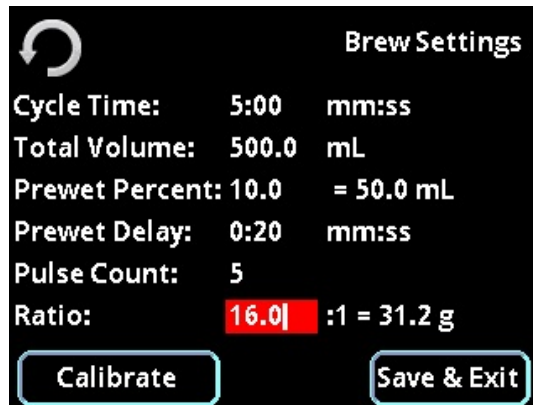 Brew Settings
Cycle Time: 5:00 mm:ss
Total Volume: 500.0 mL
Prewet Percent: 10.0 = 50.0 mL
Prewet Delay: 0:20 mm:ss
Pulse Count: 5
Ratio: 16.0 :1 = 31.2 g
Calibrate Save & Exit